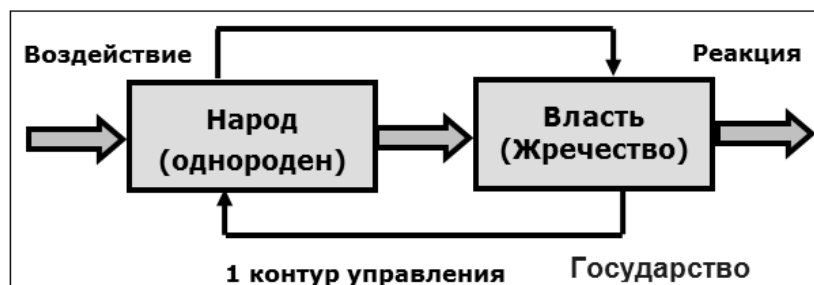 Воздействие
Реакция
Народ
(однороден)
Власть
(Жречество)
1 контур управления
Государство